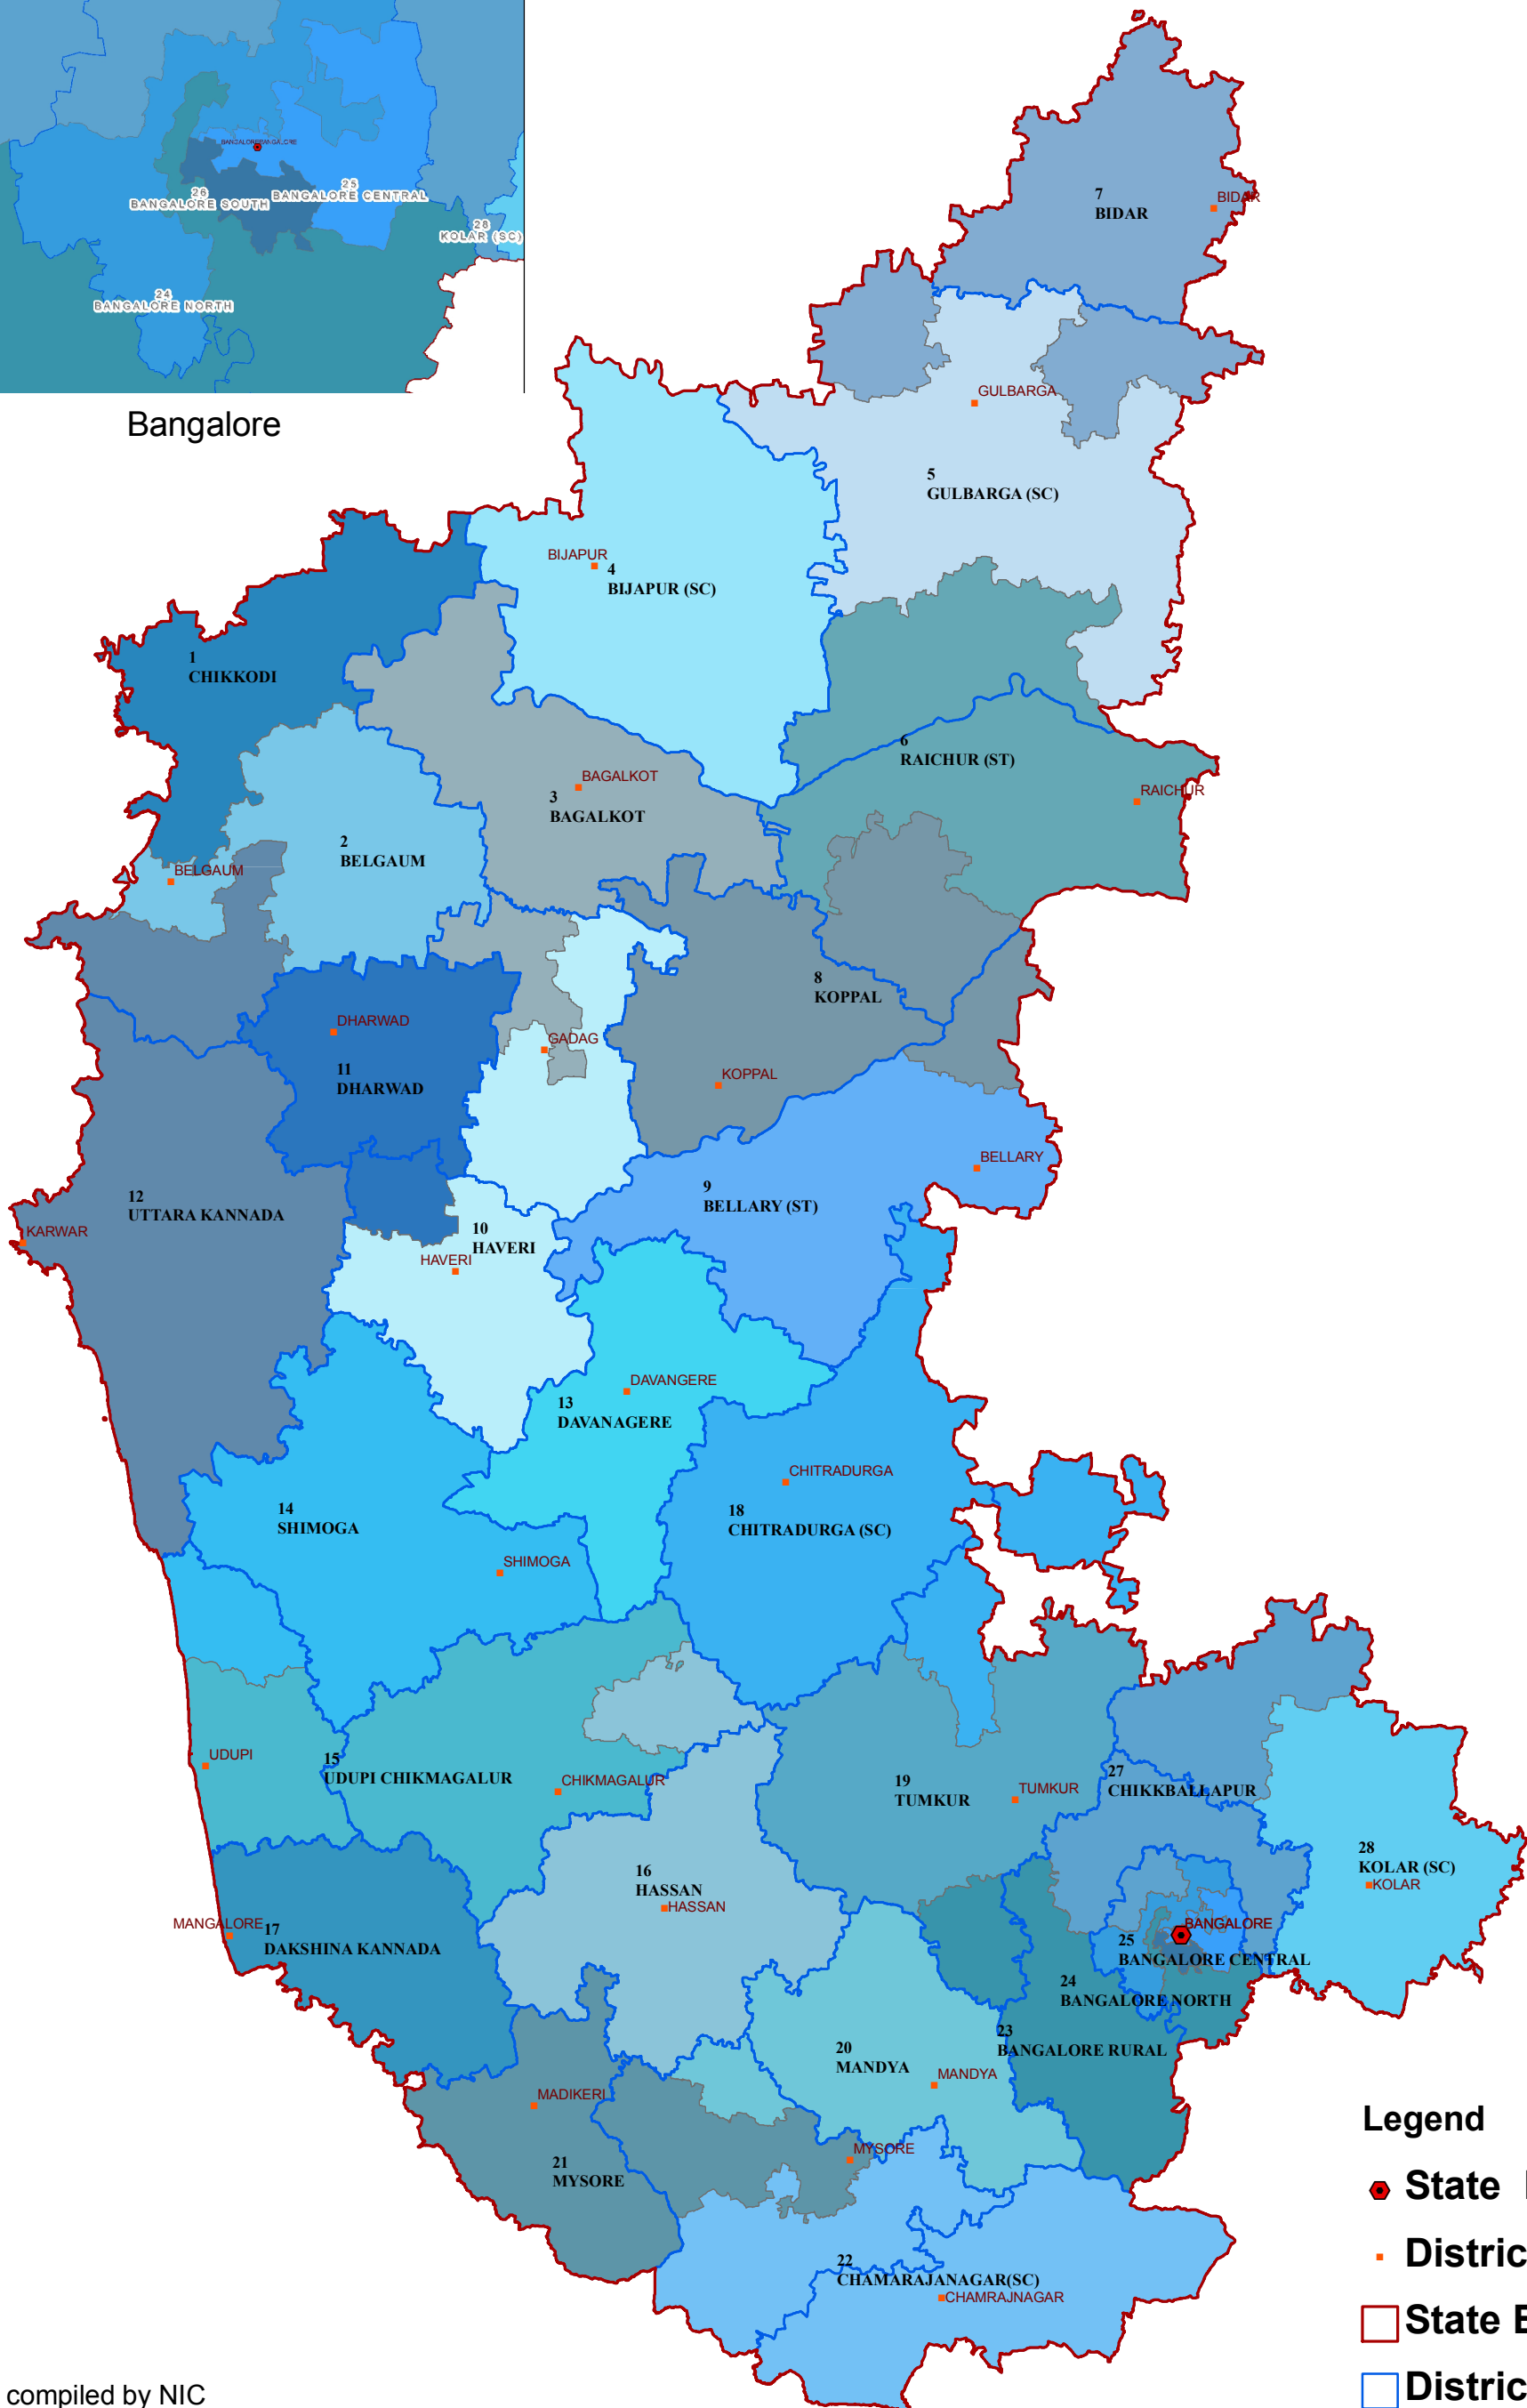 BANGALORE
26
BANGALORE SOUTH
25
BANGALORE CENTRAL
28
KOLAR (SC)
24
BANGALORE NORTH
Bangalore
7
BIDAR
BIDAR
GULBARGA
5
GULBARGA (SC)
BIJAPUR
4
BIJAPUR (SC)
1
CHIKKODI
6
RAICHUR (ST)
RAICHUR
BAGALKOT
3
BAGALKOT
2
BELGAUM
BELGAUM
8
KOPPAL
DHARWAD
GADAG
11
DHARWAD
KOPPAL
BELLARY
9
BELLARY (ST)
12
UTTARA KANNADA
KARWAR
10
HAVERI
HAVERI
DAVANGERE
13
DAVANAGERE
CHITRADURGA
18
CHITRADURGA (SC)
14
SHIMOGA
SHIMOGA
UDUPI
15
UDUPI CHIKMAGALUR
CHIKMAGALUR
19
TUMKUR
TUMKUR
27
CHIKKBALLAPUR
28
KOLAR (SC)
KOLAR
16
HASSAN
HASSAN
MANGALORE
17
DAKSHINA KANNADA
BANGALORE
25
BANGALORE CENTRAL
24
BANGALORE NORTH
23
BANGALORE RURAL
20
MANDYA
MANDYA
MADIKERI
MYSORE
21
MYSORE
22
CHAMARAJANAGAR(SC)
CHAMRAJNAGAR
Legend
State
Distric
State
Distric
compiled by NIC